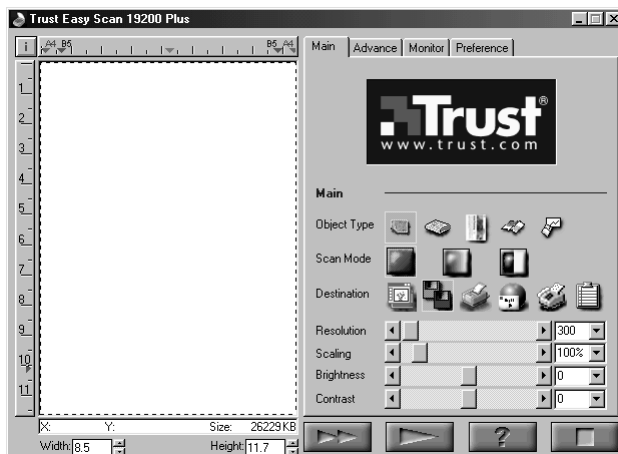 Trust Easy Scan 19200 Plus
i A4 B5 B5 A4
Main Advance Monitor Preference
1
2
3
4
5
6
7
8
9
10
11
Trust®
www.trust.com
Main
Object Type
Scan Mode
Destination
Resolution 300
Scaling 100%
Brightness 0
Contrast 0
X: Y: Size: 26229KB
Width: 8.5 Height: 11.7
?